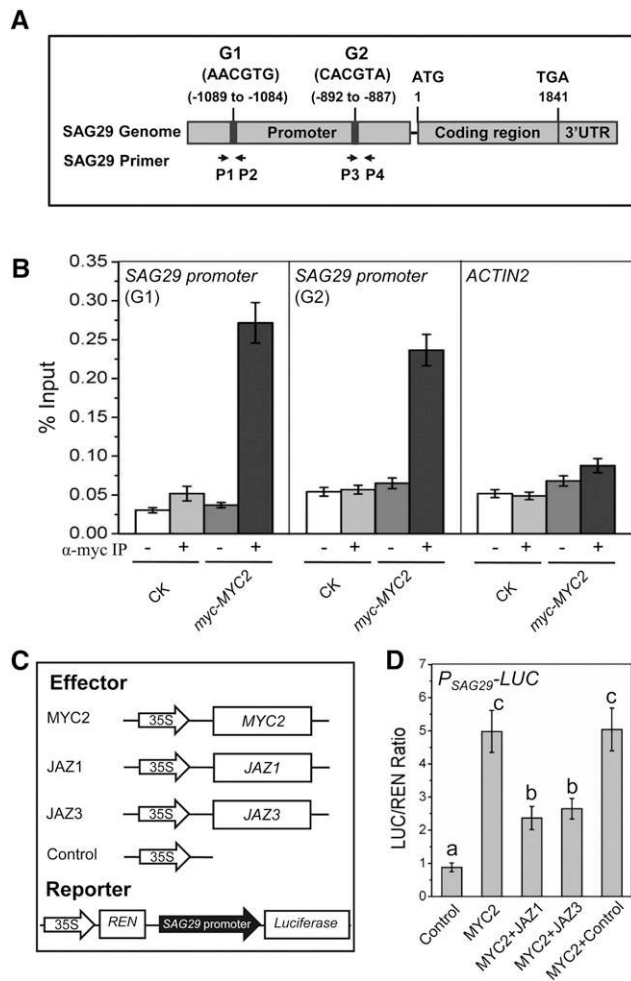 A
G1 G2
(AACGTG) (CACGTA) ATG TGA
(-1089 to -1084) (-892 to -887) 1 1841
SAG29 Genome Promoter Coding region 3'UTR
SAG29 Primer
P1 P2 P3 P4
B
0.35
0.30
0.25
0.20
0.15
0.10
0.05
0.00
% Input
SAG29 promoter
(G1)
SAG29 promoter
(G2)
ACTIN2
α-myc IP - + - + - + - + - + - +
CK myc-MYC2 CK myc-MYC2 CK myc-MYC2
C
Effector
MYC2 35S MYC2
JAZ1 35S JAZ1
JAZ3 35S JAZ3
Control 35S
Reporter
35S REN SAG29 promoter Luciferase
D
PSAG29-LUC
7
6
5
4
3
2
1
0
LUC/REN Ratio
a c b b c
Control MYC2 MYC2+JAZ1 MYC2+JAZ3 MYC2+Control